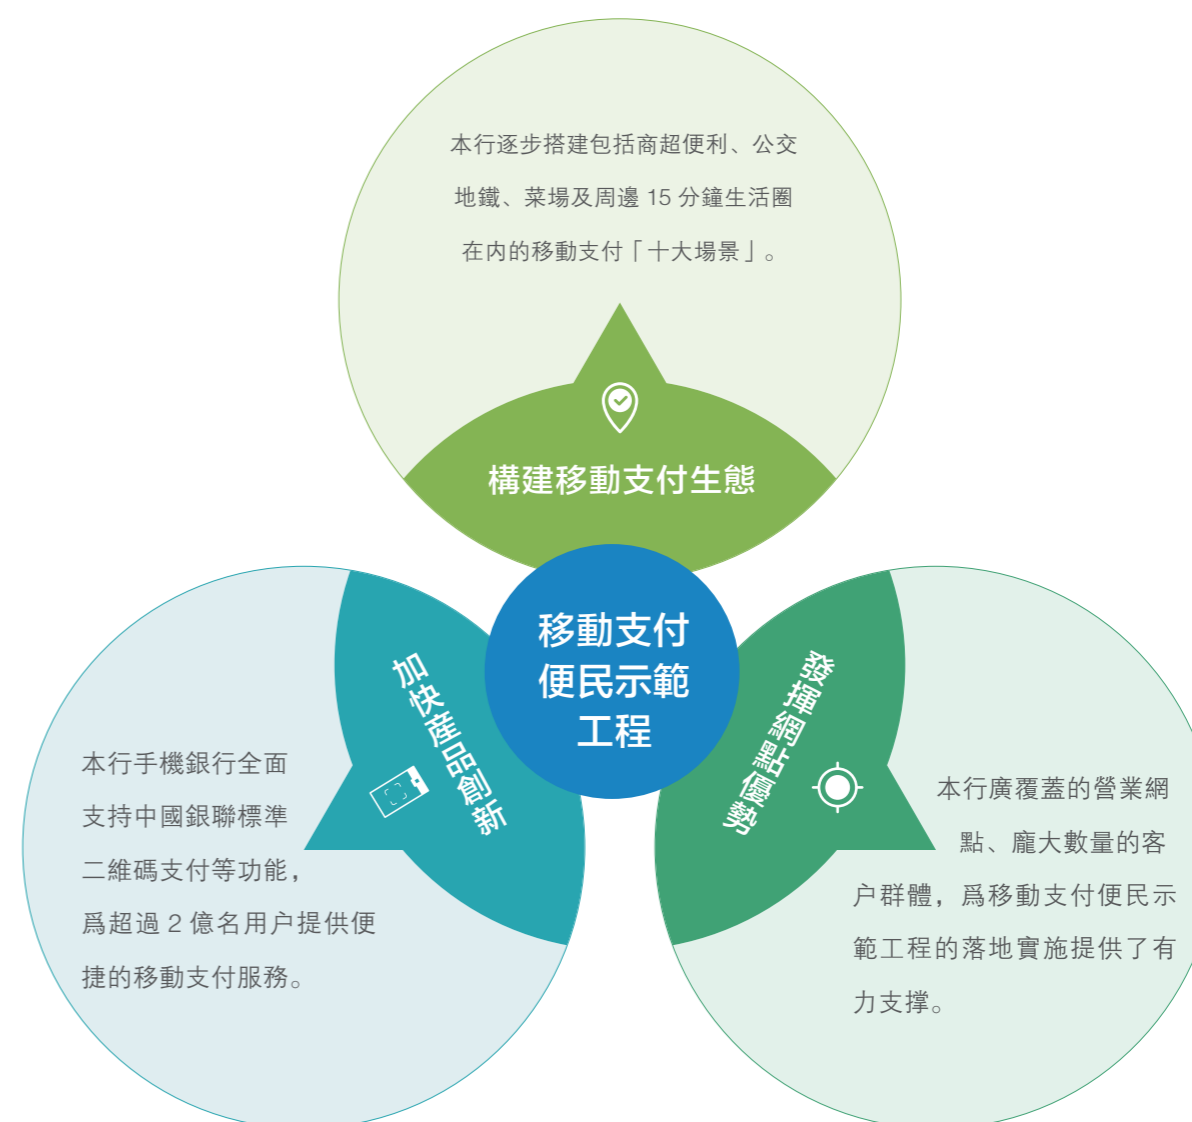 本行逐步搭建包括商超便利、公交
地鐵、菜場及周邊 15 分鐘生活圈
在内的移動支付「十大場景」。
構建移動支付生態
移動支付
便民示範
工程
加快産品創新
本行手機銀行全面
支持中國銀聯標準
二維碼支付等功能，
爲超過 2 億名用户提供便
捷的移動支付服務。
發揮網點優勢
本行廣覆蓋的營業網
點、龐大數量的客
户群體，爲移動支付便民示
範工程的落地實施提供了有
力支撐。